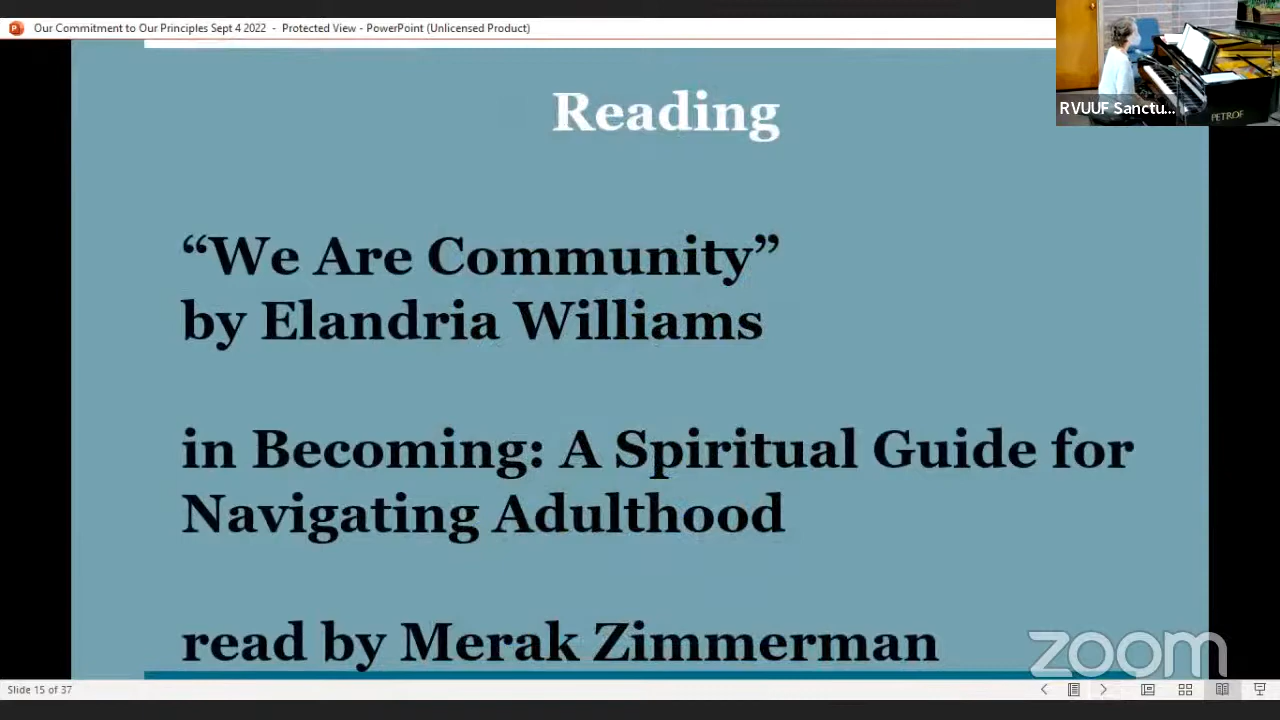 Our Commitment to Our Principles Sept 4 2022 - Protected View - PowerPoint (Unlicensed Product)
RVUUF Sanctu...
PETROF
Reading
“We Are Community”
by Elandria Williams
in Becoming: A Spiritual Guide for
Navigating Adulthood
read by Merak Zimmerman
zoom
Slide 15 of 37